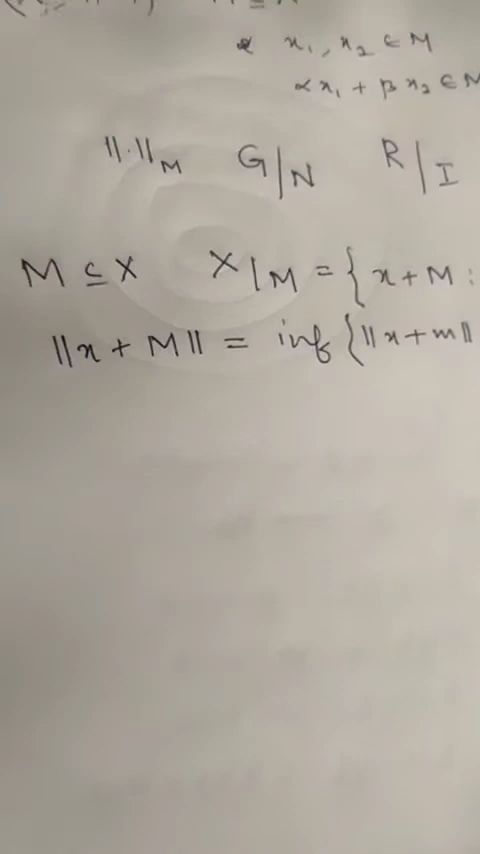 x₁, x₂ ∈ M
αx₁ + βx₂ ∈ M
||·||_M G/N R/I
M ⊆ X X/M = { x + M :
||x + M|| = inf { ||x + m||